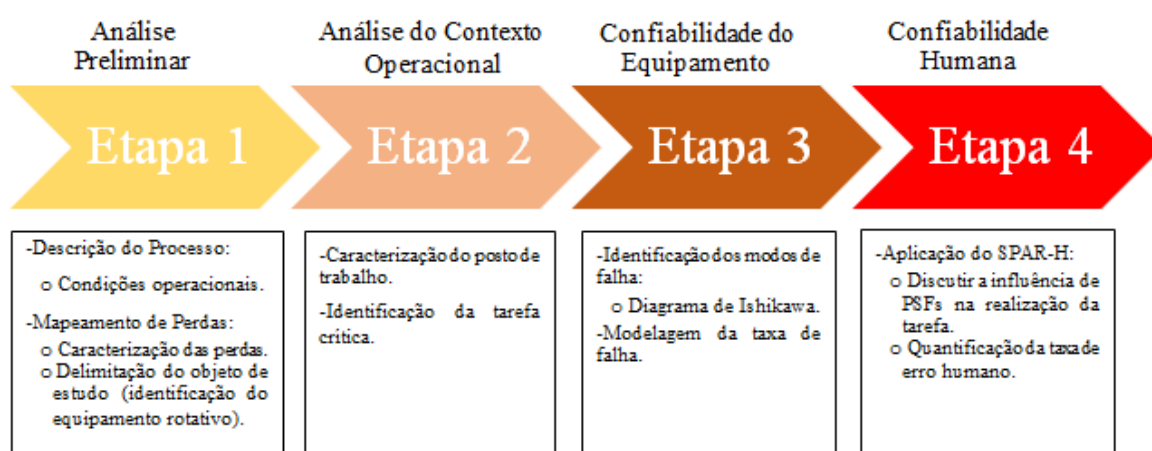 Análise
Preliminar
Análise do Contexto
Operacional
Confiabilidade do
Equipamento
Confiabilidade
Humana
Etapa 1
Etapa 2
Etapa 3
Etapa 4
-Descrição do Processo:
o Condições operacionais.
-Mapeamento de Perdas:
o Caracterização das perdas.
o Delimitação do objeto de
estudo (identificação do
equipamento rotativo).
-Caracterização do posto de
trabalho.
-Identificação da tarefa
crítica.
-Identificação dos modos de
falha:
o Diagrama de Ishikawa.
-Modelagem da taxa de
falha.
-Aplicação do SPAR-H:
o Discutir a influência de
PSFs na realização da
tarefa.
o Quantificação da taxa de
erro humano.